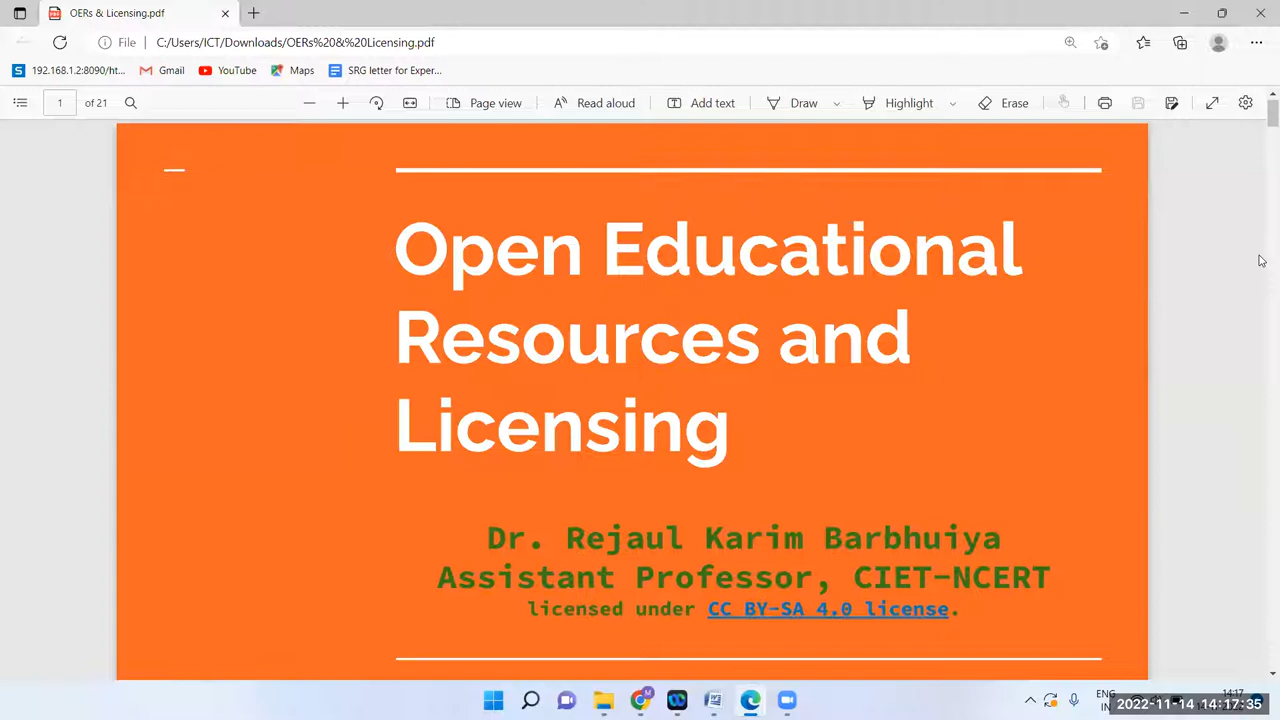 OERs & Licensing.pdf
File
C:/Users/ICT/Downloads/OERs%20&%20Licensing.pdf
192.168.1.2:8090/ht...
Gmail
YouTube
Maps
SRG letter for Exper...
1 of 21
Page view
Read aloud
Add text
Draw
Highlight
Erase
Open Educational
Resources and
Licensing
Dr. Rejaul Karim Barbhuiya
Assistant Professor, CIET-NCERT
licensed under CC BY-SA 4.0 license.
ENG
IN
14:17
2022-11-14 14:17:35